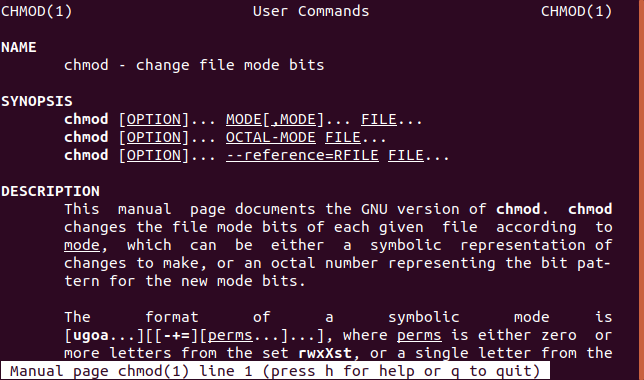 CHMOD(1) User Commands CHMOD(1)
NAME
chmod - change file mode bits
SYNOPSIS
chmod [OPTION]... MODE[,MODE]... FILE...
chmod [OPTION]... OCTAL-MODE FILE...
chmod [OPTION]... --reference=RFILE FILE...
DESCRIPTION
This manual page documents the GNU version of chmod. chmod
changes the file mode bits of each given file according to
mode, which can be either a symbolic representation of
changes to make, or an octal number representing the bit pat-
tern for the new mode bits.
The format of a symbolic mode is
[ugoa...][[-+=][perms...]...], where perms is either zero or
more letters from the set rwxXst, or a single letter from the
Manual page chmod(1) line 1 (press h for help or q to quit)